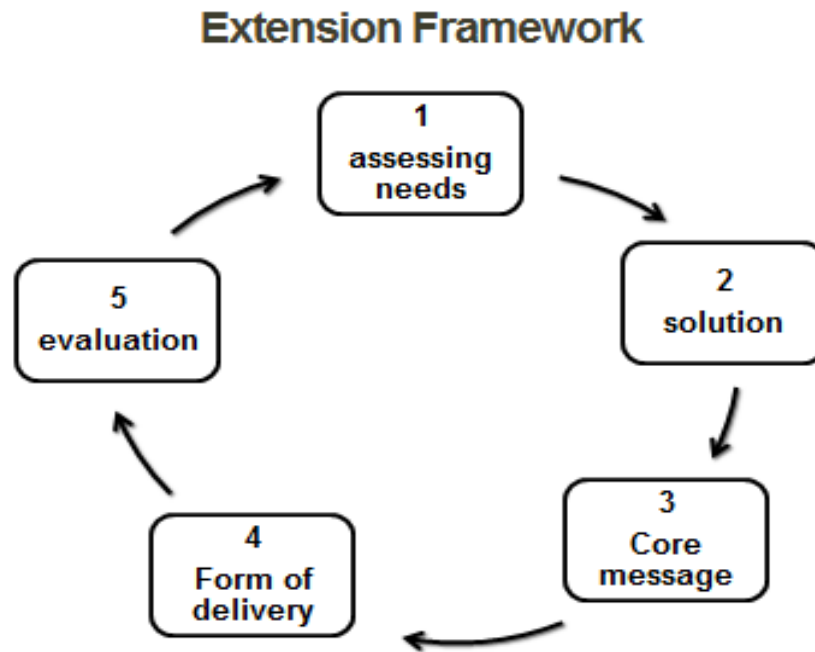 Extension Framework
1
assessing
needs
2
solution
3
Core
message
4
Form of
delivery
5
evaluation